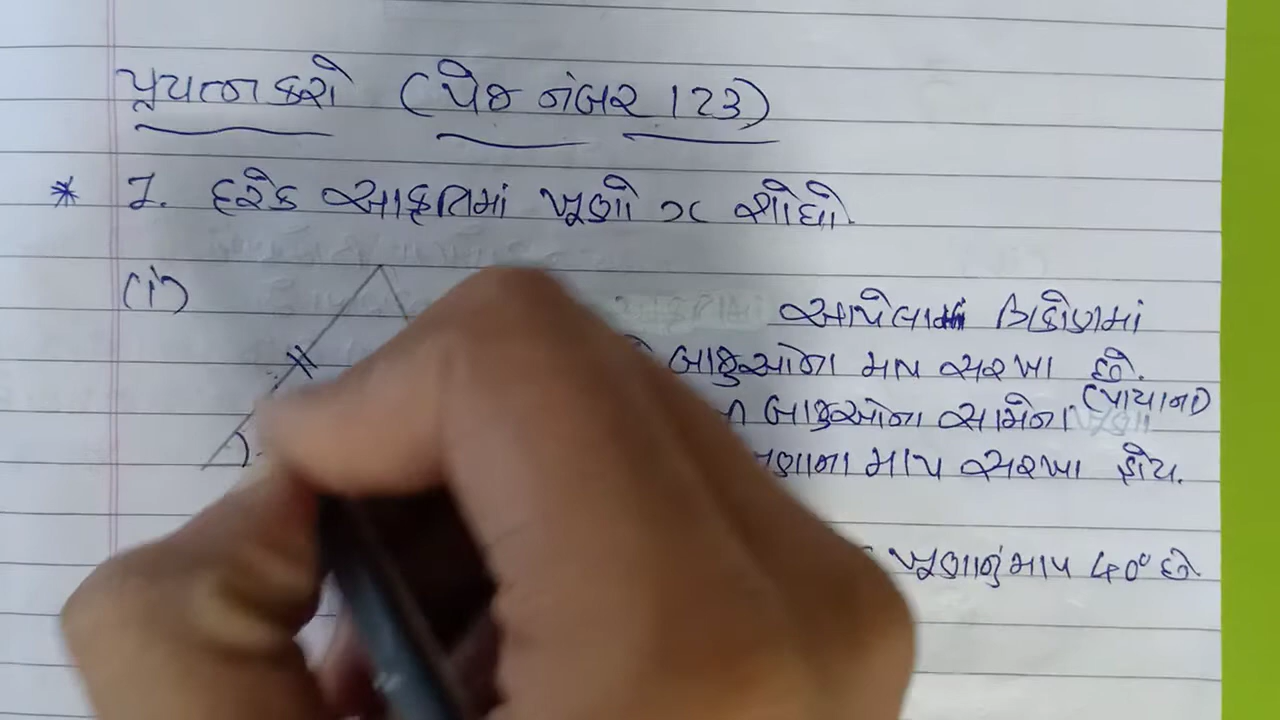 પ્રયત્ન કરો (પેજ નંબર 123)
* 1. દરેક આકૃતિમાં ખૂણો x શોધો.
(i)
આપેલા ત્રિકોણમાં
બાજુઓના માપ સરખા છે.
બાજુઓના સામેના (પાયાના)
માપ સરખા હોય.
ખૂણાનું માપ 40° છે